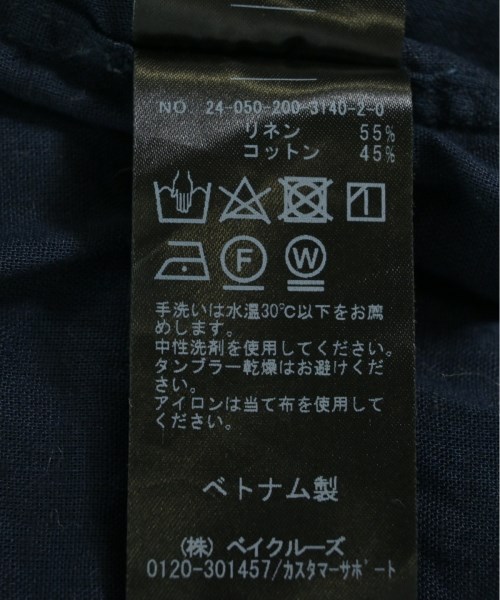 NO. 24-050-200-3140-2-0
リネン 55%
コットン 45%
F W
手洗いは水温30℃以下をお薦
めします。
中性洗剤を使用してください。
タンブラー乾燥はお避けくだ
さい。
アイロンは当て布を使用して
ください。
ベトナム製
(株) ベイクルーズ
0120-301457/カスタマーサポート